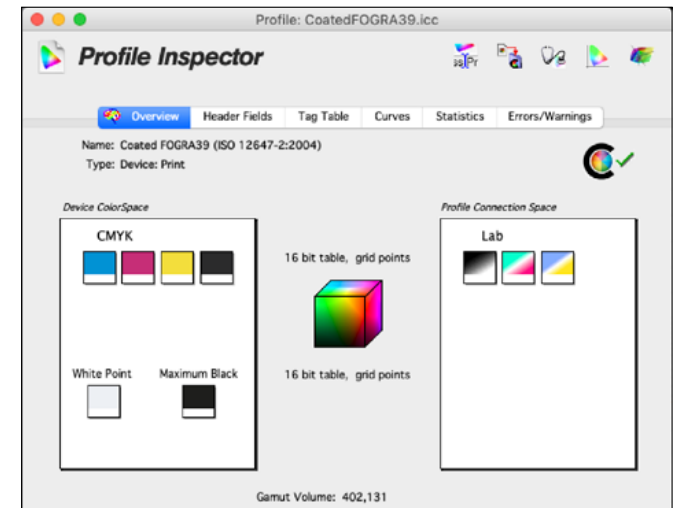 Profile: CoatedFOGRA39.icc
Profile Inspector
Overview Header Fields Tag Table Curves Statistics Errors/Warnings
Name: Coated FOGRA39 (ISO 12647-2:2004)
Type: Device: Print
Device ColorSpace
Profile Connection Space
CMYK
Lab
16 bit table, grid points
White Point Maximum Black
16 bit table, grid points
Gamut Volume: 402,131